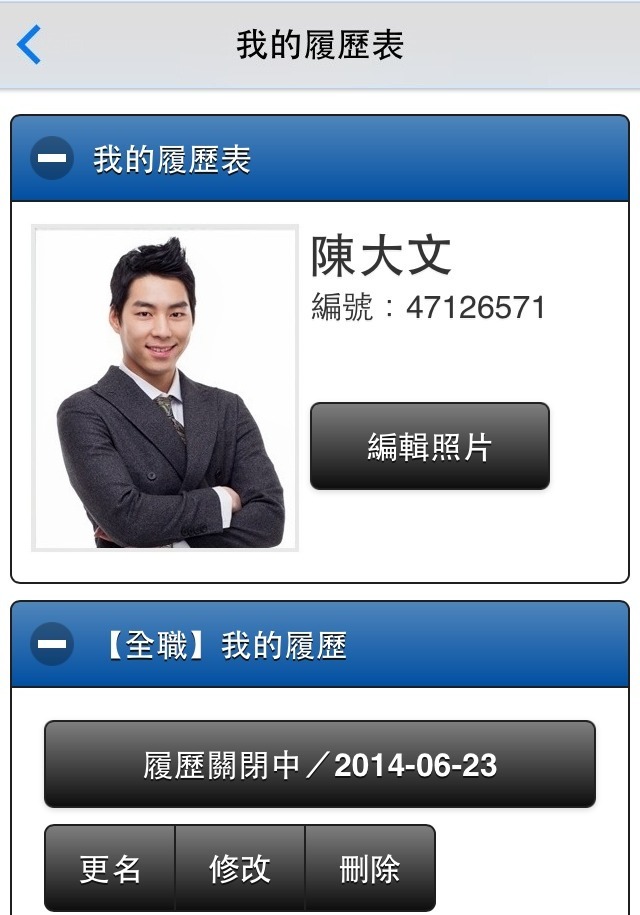 我的履歷表
我的履歷表
陳大文
編號：47126571
編輯照片
【全職】我的履歷
履歷關閉中／2014-06-23
更名 修改 刪除